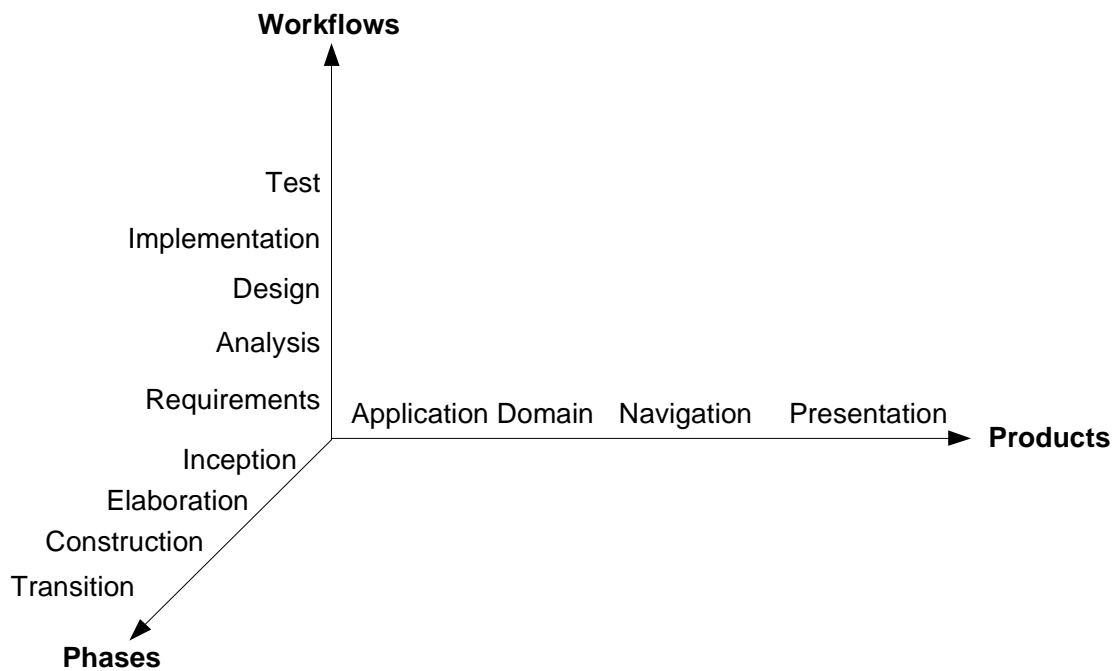 Workflows
Test
Implementation
Design
Analysis
Requirements
Application Domain Navigation Presentation
Products
Inception
Elaboration
Construction
Transition
Phases